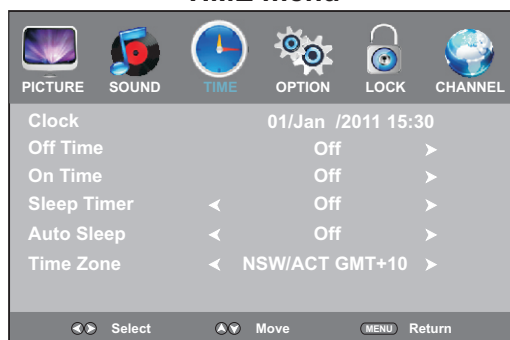 TIME Menu
PICTURE SOUND TIME OPTION LOCK CHANNEL
Clock 01/Jan /2011 15:30
Off Time Off
On Time Off
Sleep Timer Off
Auto Sleep Off
Time Zone NSW/ACT GMT+10
Select Move MENU Return